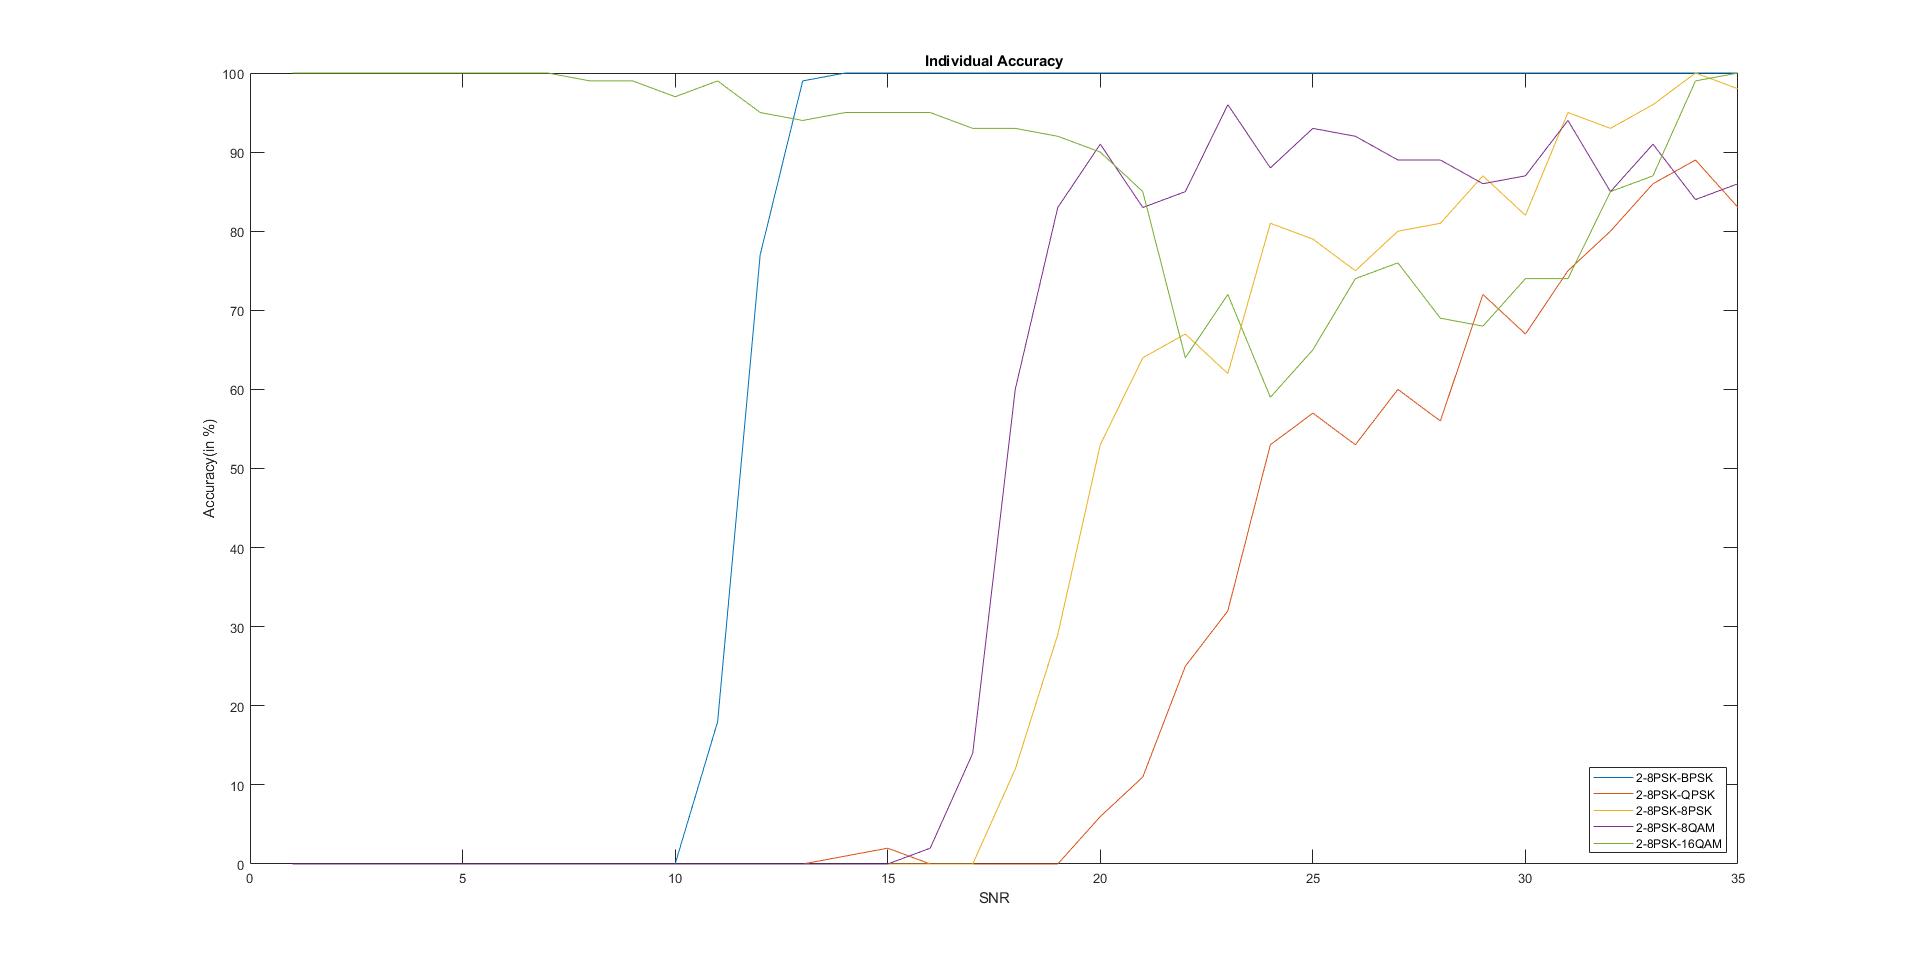 Individual Accuracy
100
90
80
70
60
50
40
30
20
10
0
Accuracy(in %)
0 5 10 15 20 25 30 35
SNR
2-8PSK-BPSK
2-8PSK-QPSK
2-8PSK-8PSK
2-8PSK-8QAM
2-8PSK-16QAM